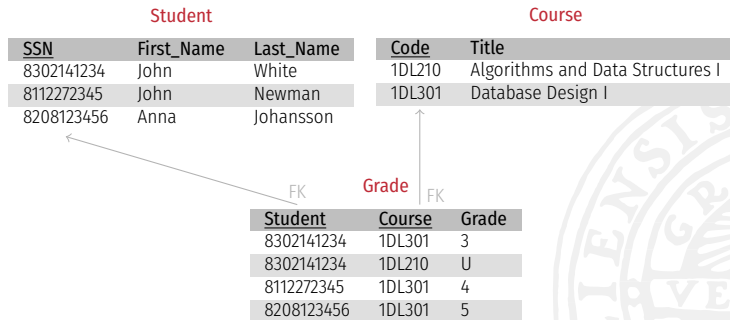 Student
SSN First_Name Last_Name
8302141234 John White
8112272345 John Newman
8208123456 Anna Johansson
Course
Code Title
1DL210 Algorithms and Data Structures I
1DL301 Database Design I
FK
FK
Grade
Student Course Grade
8302141234 1DL301 3
8302141234 1DL210 U
8112272345 1DL301 4
8208123456 1DL301 5